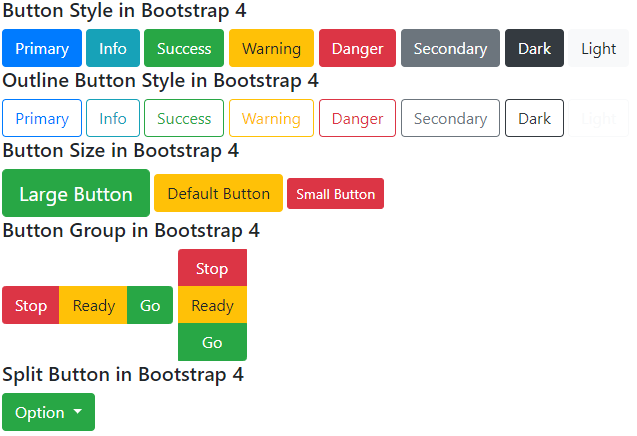 Button Style in Bootstrap 4
Primary Info Success Warning Danger Secondary Dark Light
Outline Button Style in Bootstrap 4
Primary Info Success Warning Danger Secondary Dark Light
Button Size in Bootstrap 4
Large Button Default Button Small Button
Button Group in Bootstrap 4
Stop Ready Go
Stop
Ready
Go
Split Button in Bootstrap 4
Option